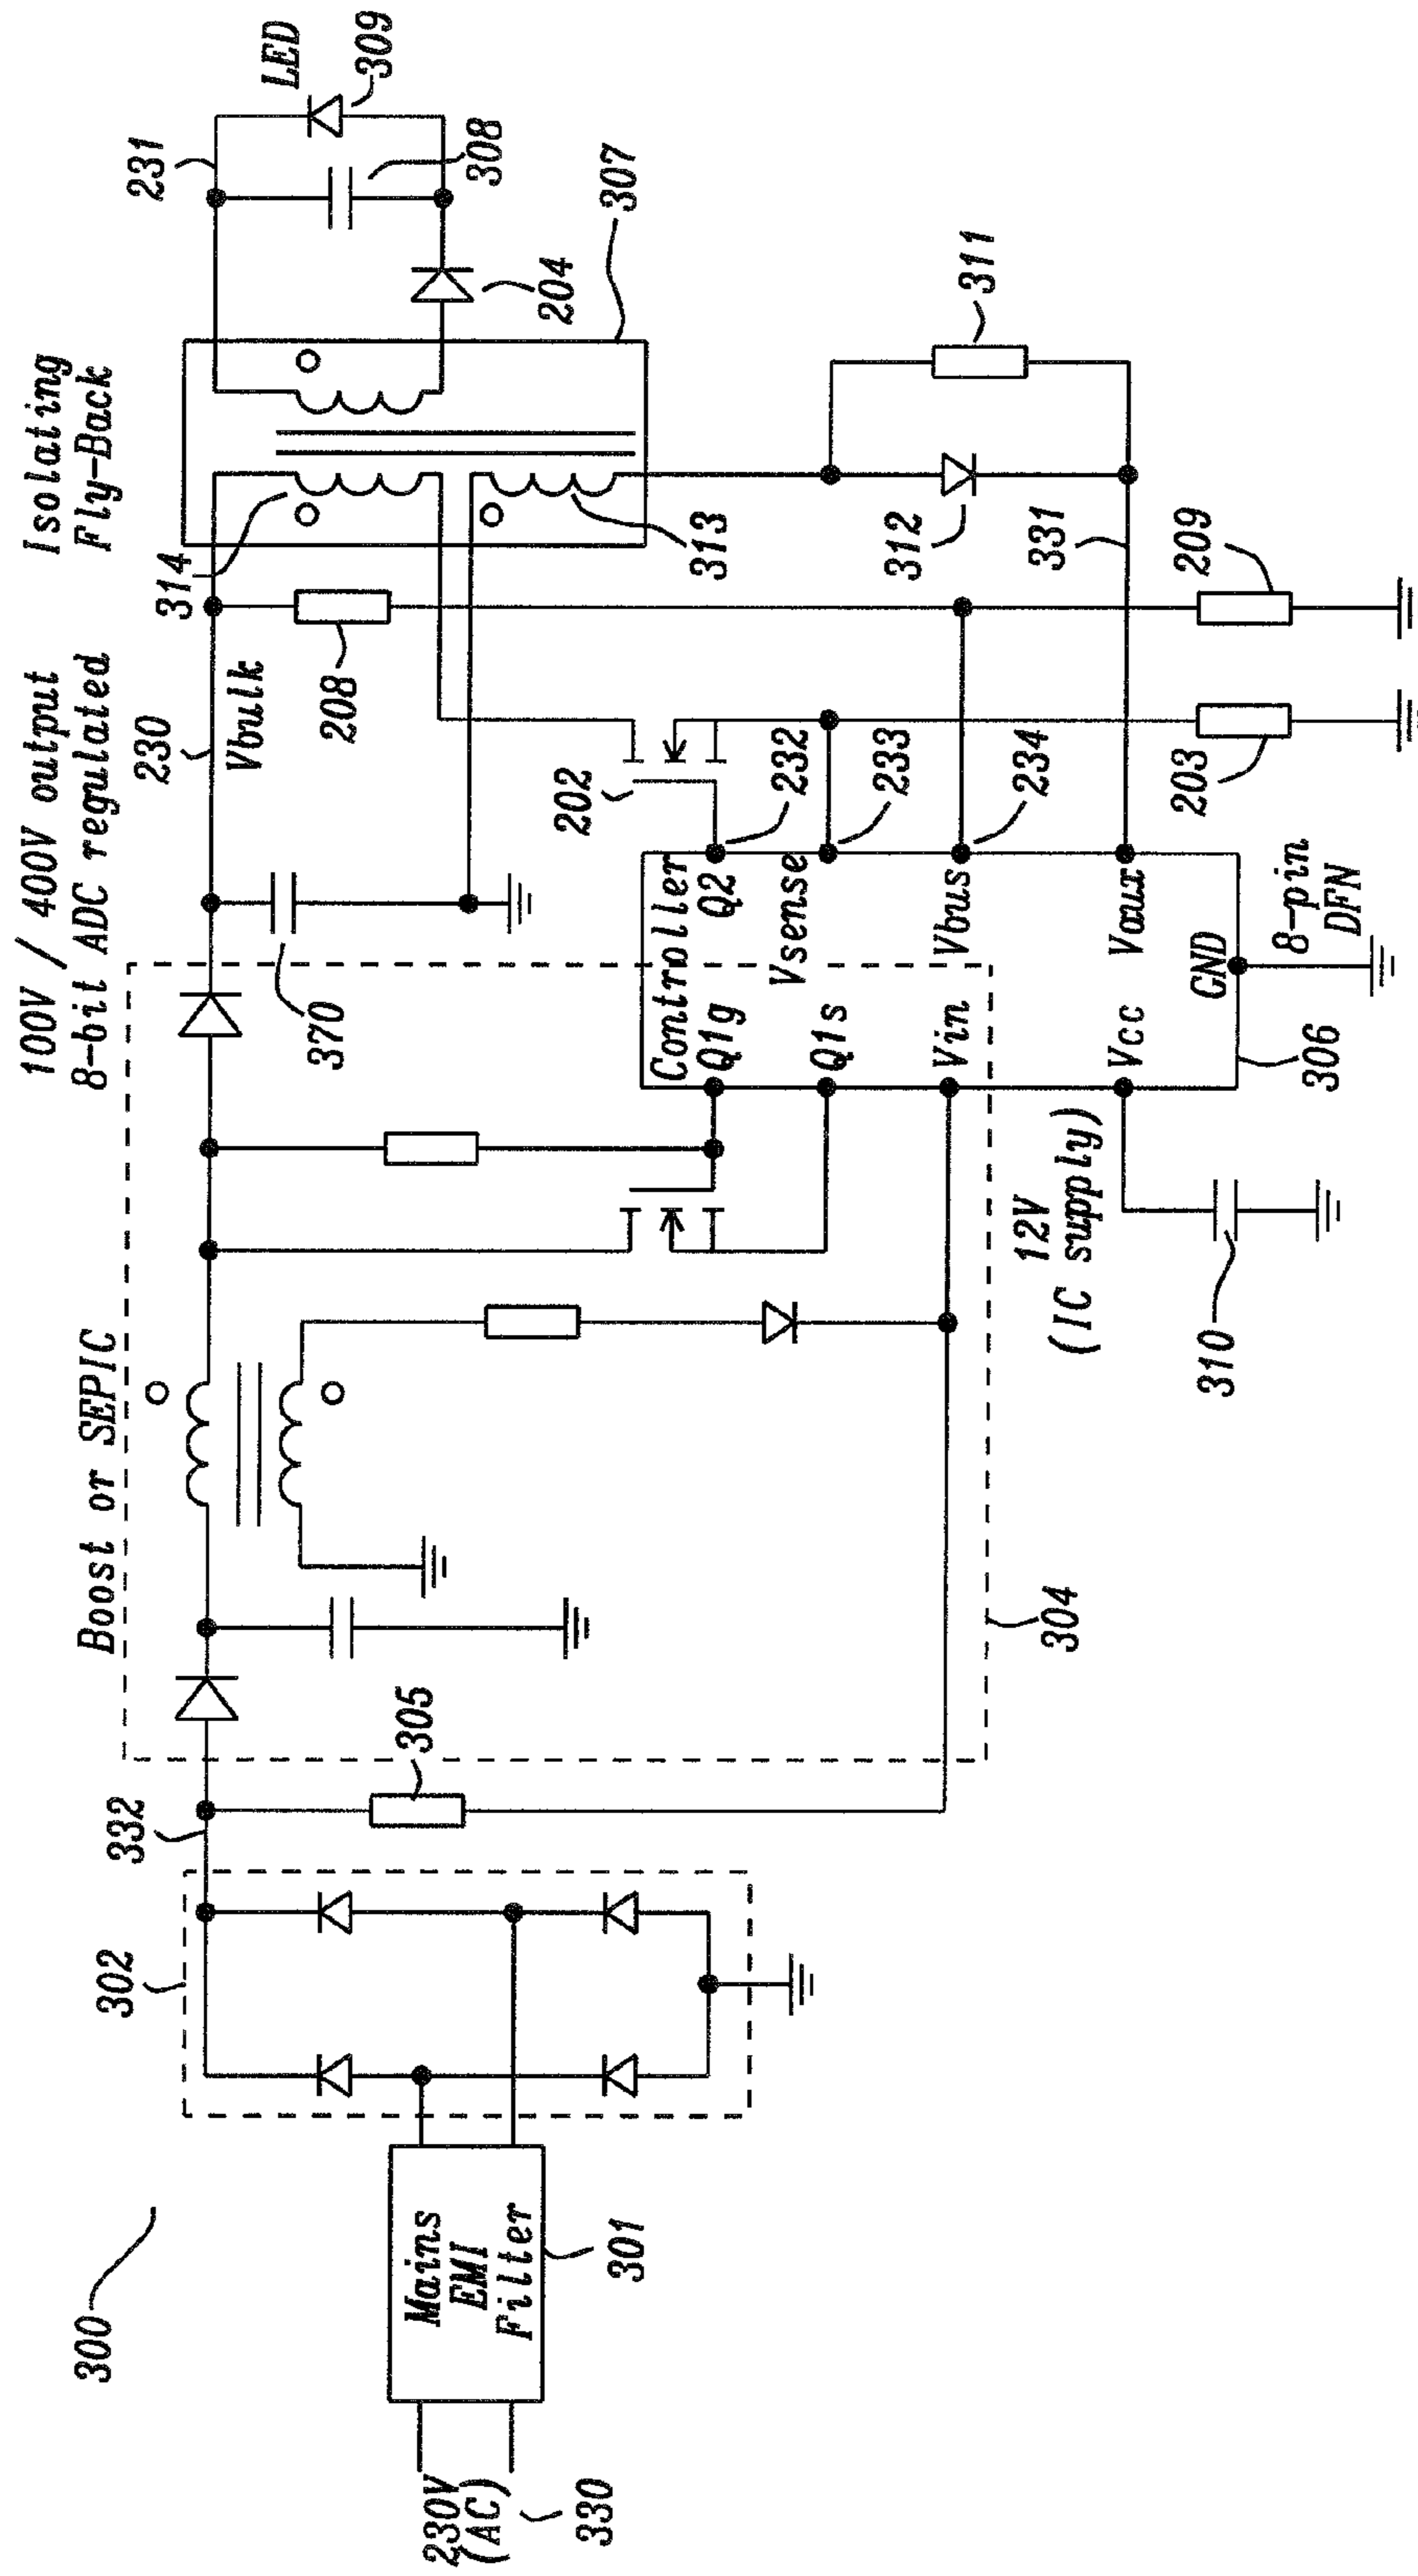 300
230V
(AC)
330
Mains
EMI
Filter
301
302
332
305
Boost or SEPIC
304
100V / 400V output
8-bit ADC regulated
230
Vbulk
370
208
Isolating
Fly-Back
314
313
307
231
LED
309
308
204
202
232
233
234
Controller
Q1g
Q2
Q1s
Vsense
Vin
Vbus
Vcc
Vaux
GND
306
8-pin
DFN
12V
(IC supply)
310
312
311
331
203
209